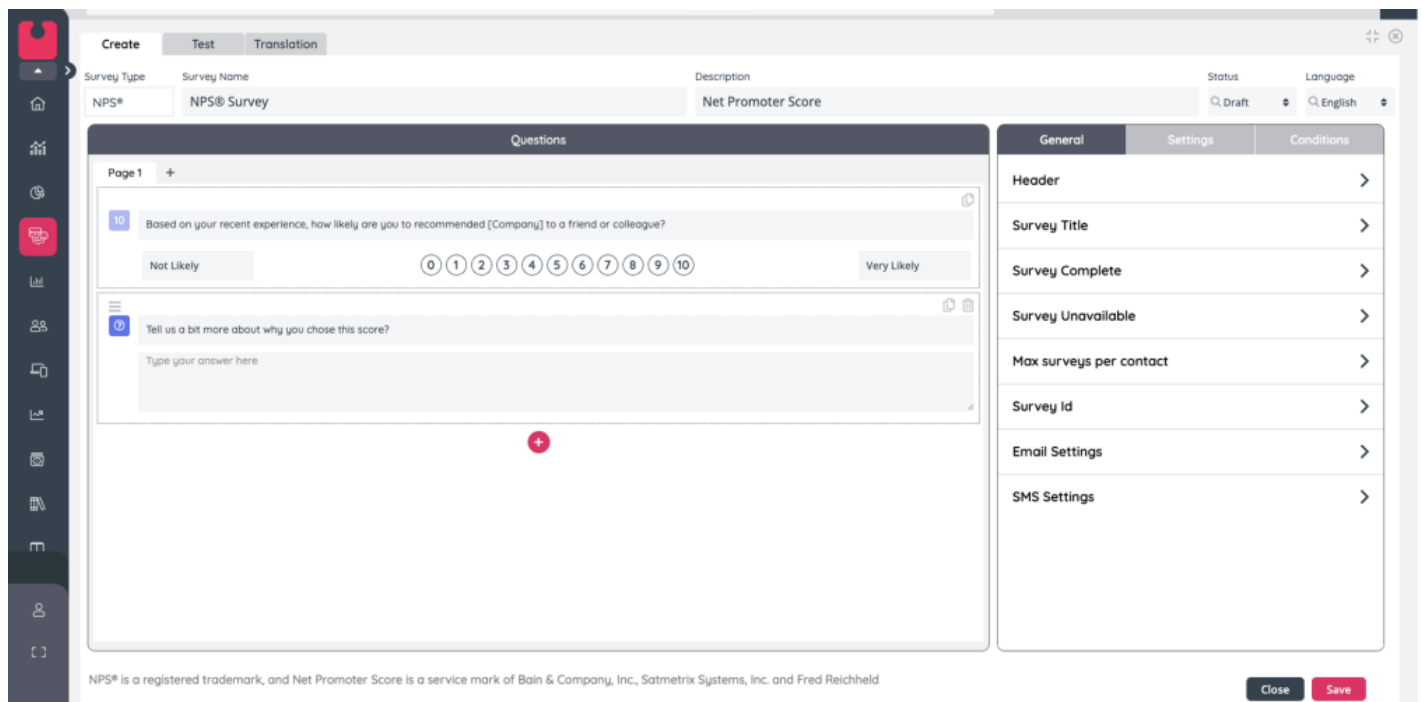 Create Test Translation
Survey Type Survey Name Description Status Language
NPS® NPS® Survey Net Promoter Score Draft English
Questions
General Settings Conditions
Page 1 +
10 Based on your recent experience, how likely are you to recommended [Company] to a friend or colleague?
Not Likely 0 1 2 3 4 5 6 7 8 9 10 Very Likely
Tell us a bit more about why you chose this score?
Type your answer here
Header
Survey Title
Survey Complete
Survey Unavailable
Max surveys per contact
Survey Id
Email Settings
SMS Settings
NPS® is a registered trademark, and Net Promoter Score is a service mark of Bain & Company, Inc., Satmetrix Systems, Inc. and Fred Reichheld
Close Save